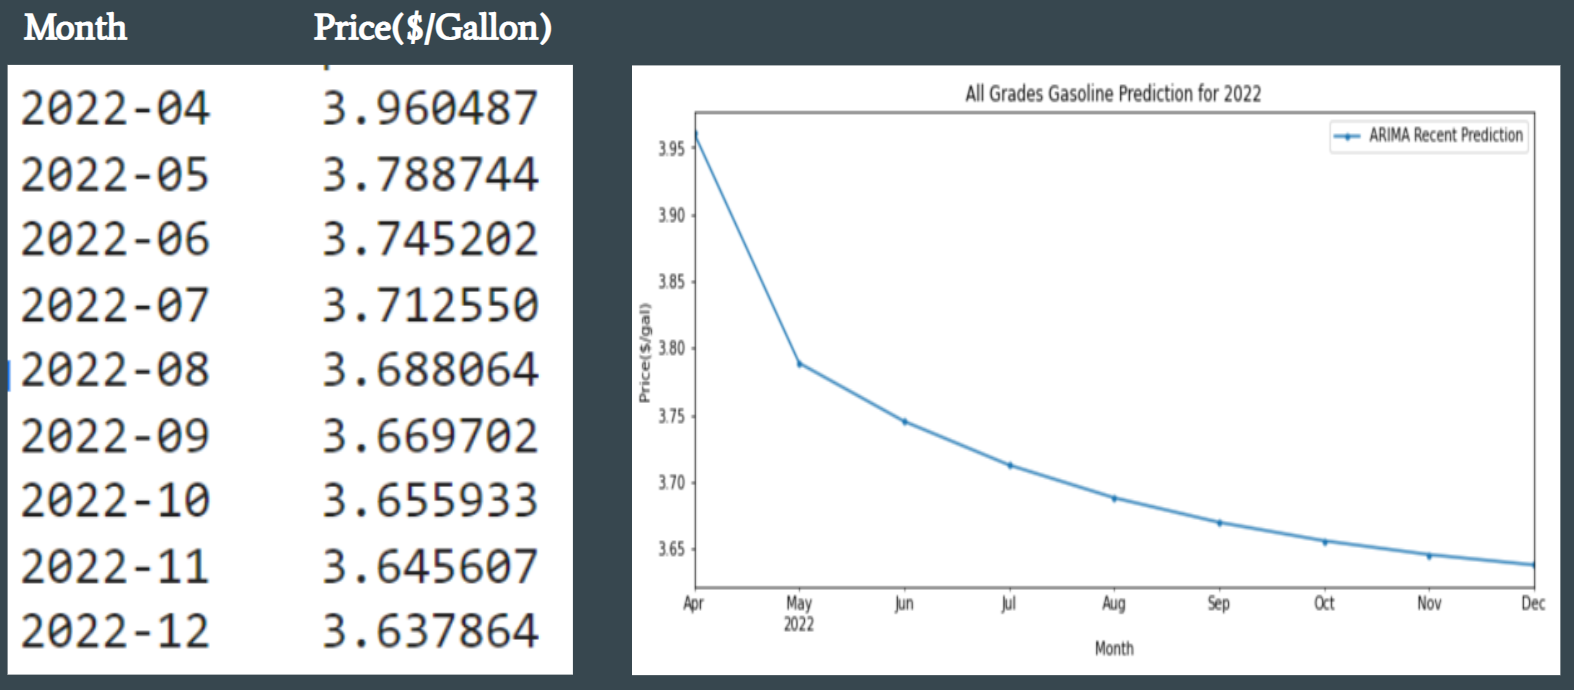 Month Price($/Gallon)
2022-04 3.960487
2022-05 3.788744
2022-06 3.745202
2022-07 3.712550
2022-08 3.688064
2022-09 3.669702
2022-10 3.655933
2022-11 3.645607
2022-12 3.637864
All Grades Gasoline Prediction for 2022
ARIMA Recent Prediction
Price($/gal)
3.95
3.90
3.85
3.80
3.75
3.70
3.65
Apr May Jun Jul Aug Sep Oct Nov Dec
2022
Month